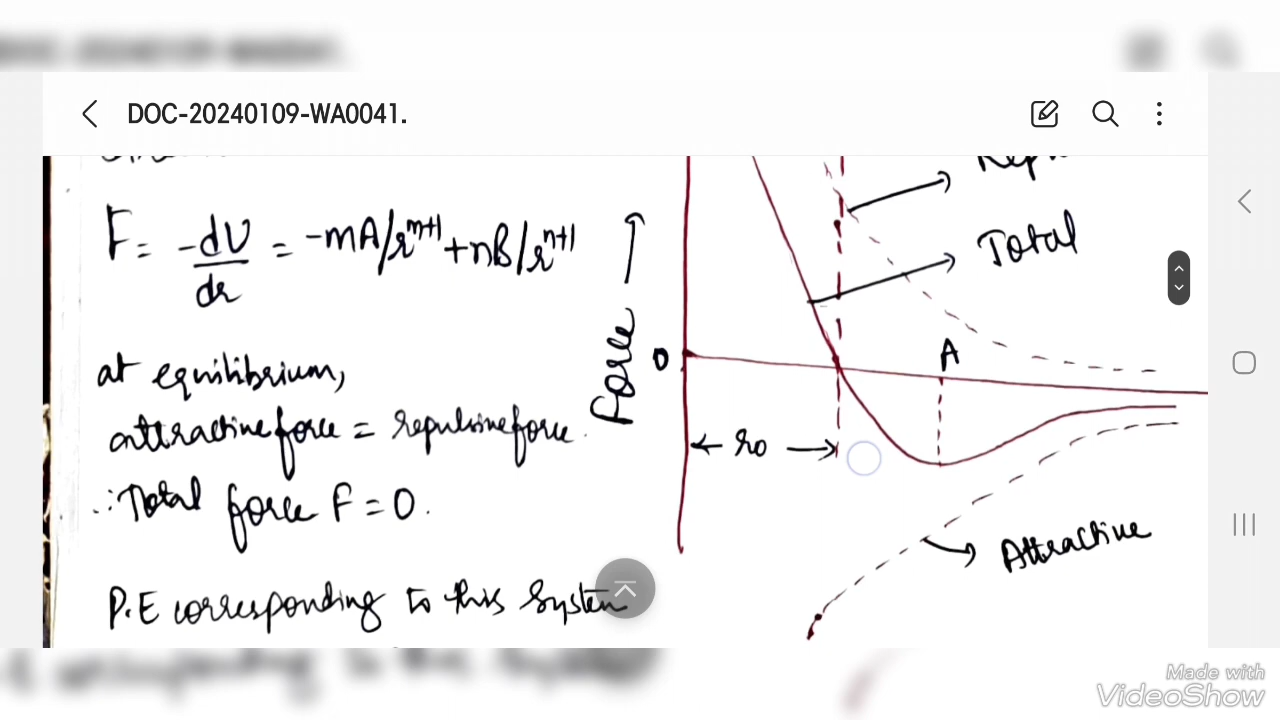 DOC-20240109-WA0041.
F = -dU/dr = -mA/r^m+1 + nB/r^n+1
at equilibrium,
attractive force = repulsive force.
∴ Total force F = 0.
P.E corresponding to this system
Force
Total
0
A
← r0 →
Attractive
Made with
VideoShow